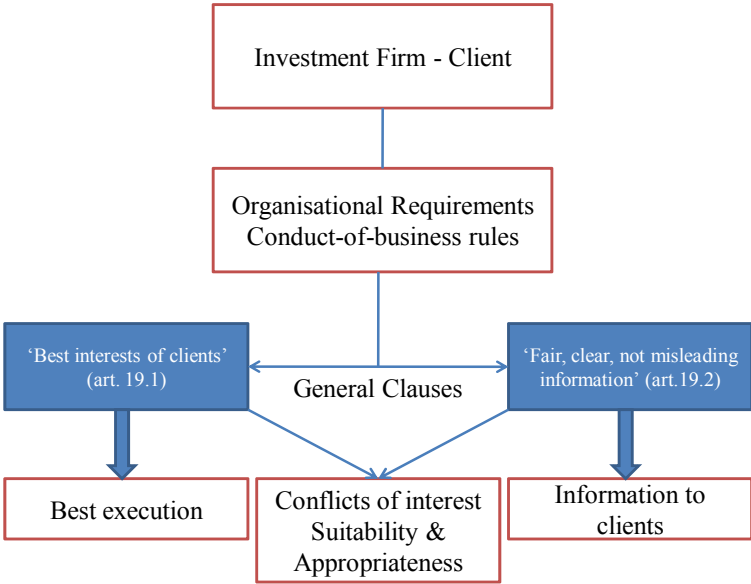 Investment Firm - Client
Organisational Requirements
Conduct-of-business rules
‘Best interests of clients’
(art. 19.1)
‘Fair, clear, not misleading
information’ (art.19.2)
General Clauses
Best execution
Conflicts of interest
Suitability &
Appropriateness
Information to
clients